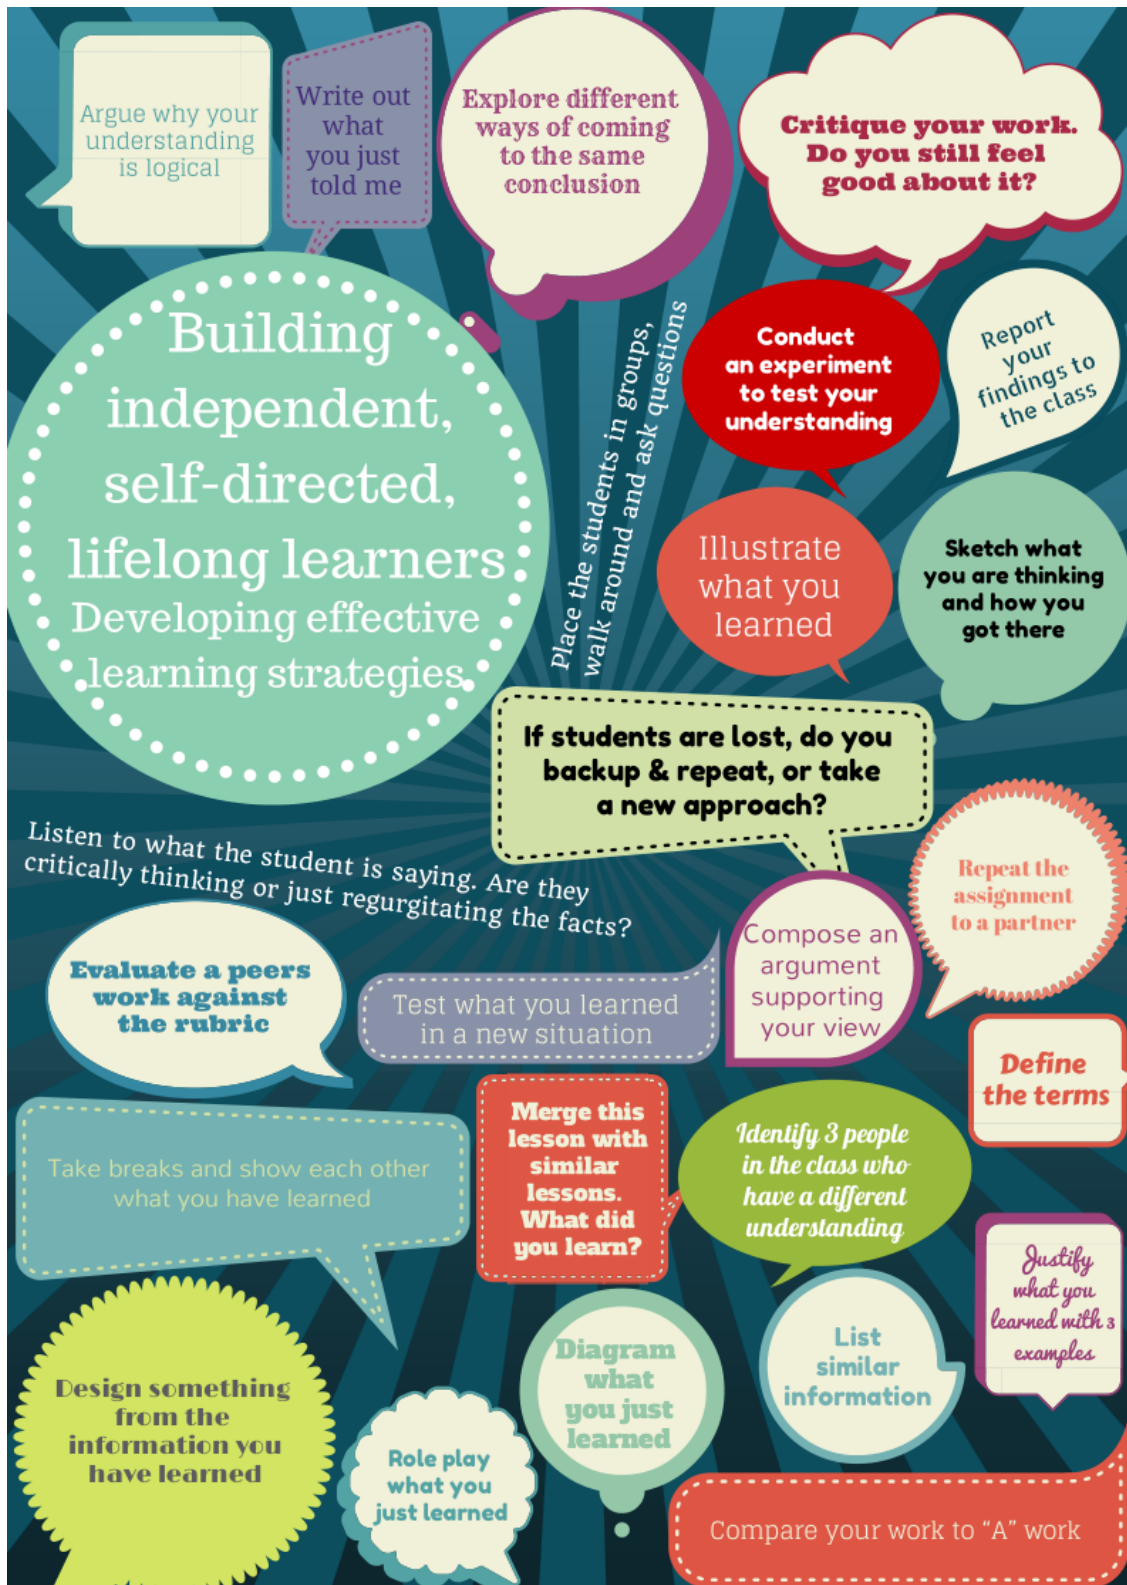 Argue why your
understanding
is logical
Write out
what
you just
told me
Explore different
ways of coming
to the same
conclusion
Critique your work.
Do you still feel
good about it?
Building
independent,
self-directed,
lifelong learners
Developing effective
learning strategies
Place the students in groups,
walk around and ask questions
Conduct
an experiment
to test your
understanding
Report
your
findings to
the class
Illustrate
what you
learned
Sketch what
you are thinking
and how you
got there
If students are lost, do you
backup & repeat, or take
a new approach?
Listen to what the student is saying. Are they
critically thinking or just regurgitating the facts?
Repeat the
assignment
to a partner
Compose an
argument
supporting
your view
Evaluate a peers
work against
the rubric
Test what you learned
in a new situation
Define
the terms
Take breaks and show each other
what you have learned
Merge this
lesson with
similar
lessons.
What did
you learn?
Identify 3 people
in the class who
have a different
understanding
Justify
what you
learned with 3
examples
Design something
from the
information you
have learned
Role play
what you
just learned
Diagram
what
you just
learned
List
similar
information
Compare your work to “A” work